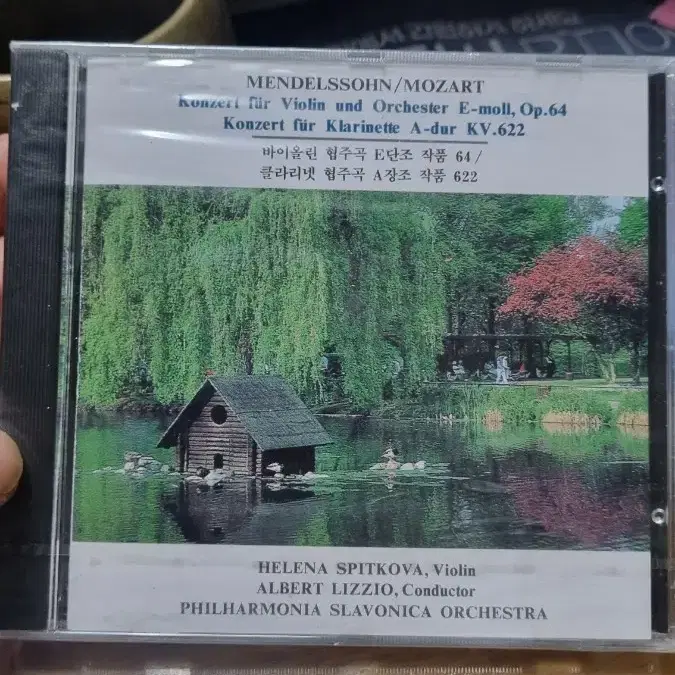 MENDELSSOHN/MOZART
Konzert für Violin und Orchester E-moll, Op.64
Konzert für Klarinette A-dur KV.622
바이올린 협주곡 E단조 작품 64 /
클라리넷 협주곡 A장조 작품 622
HELENA SPITKOVA, Violin
ALBERT LIZZIO, Conductor
PHILHARMONIA SLAVONICA ORCHESTRA